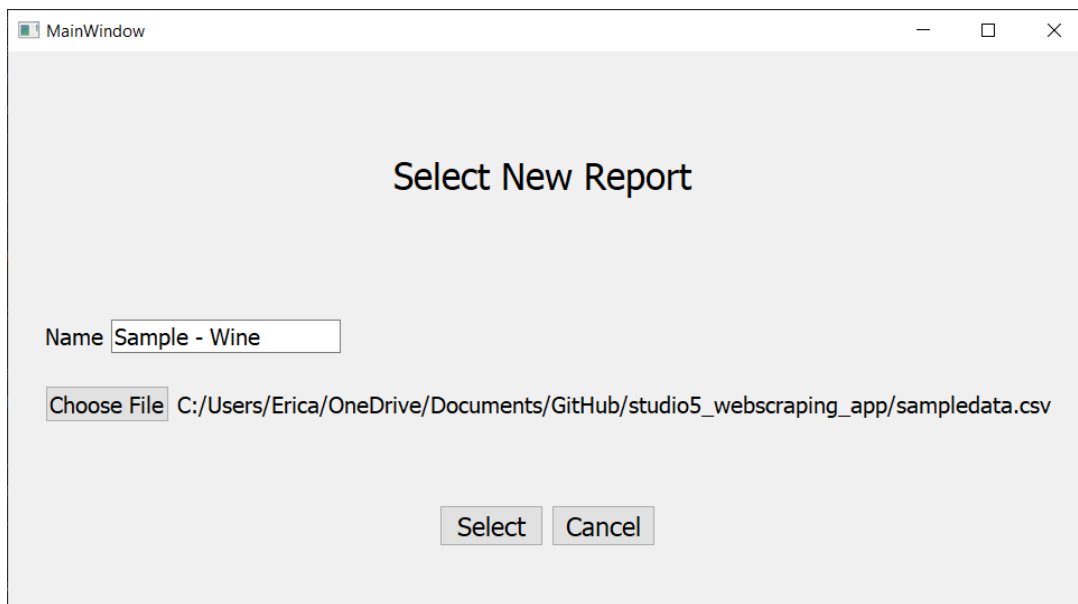 MainWindow
Select New Report
Name Sample - Wine
Choose File C:/Users/Erica/OneDrive/Documents/GitHub/studio5_webscraping_app/sampledata.csv
Select Cancel